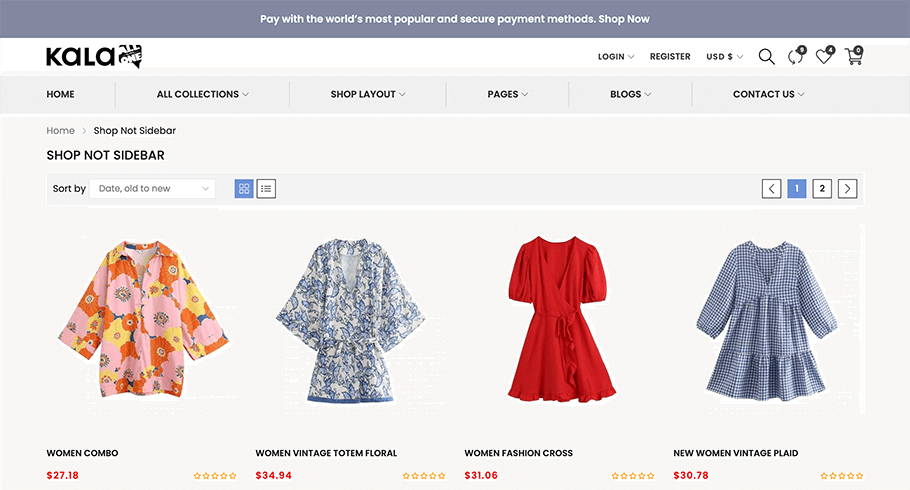 Pay with the world's most popular and secure payment methods. Shop Now
KALA ALL ONE
LOGIN REGISTER USD $ 9 4 0
HOME ALL COLLECTIONS SHOP LAYOUT PAGES BLOGS CONTACT US
Home > Shop Not Sidebar
SHOP NOT SIDEBAR
Sort by Date, old to new 1 2
WOMEN COMBO WOMEN VINTAGE TOTEM FLORAL WOMEN FASHION CROSS NEW WOMEN VINTAGE PLAID
$27.18 $34.94 $31.06 $30.78